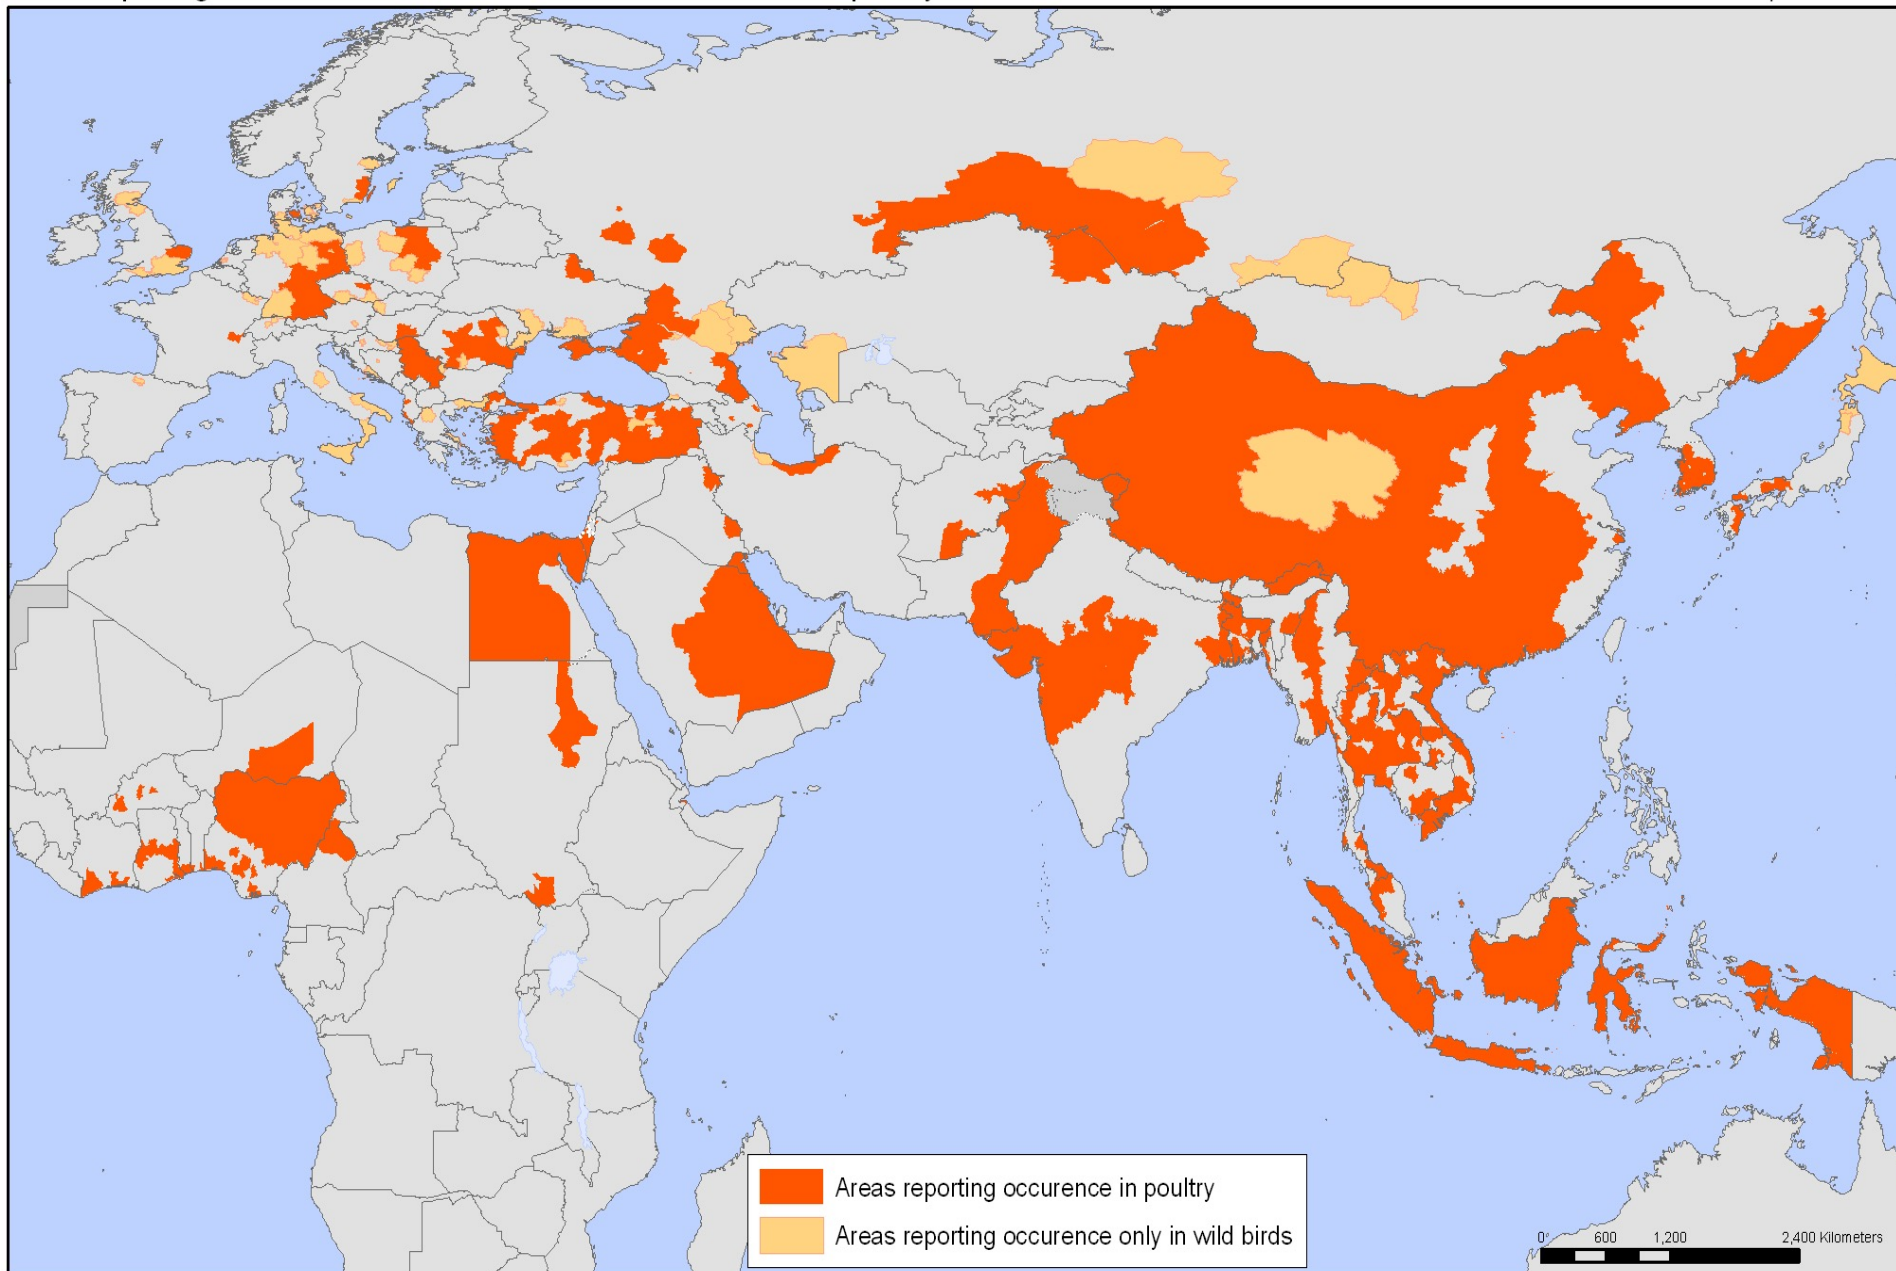 Areas reporting occurence in poultry
Areas reporting occurence only in wild birds
0 600 1,200 2,400 Kilometers